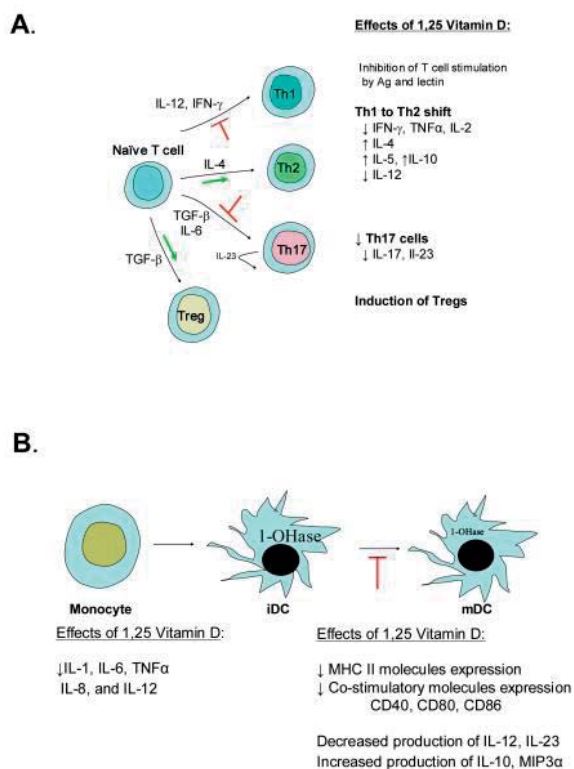 A.
Effects of 1,25 Vitamin D:
Inhibition of T cell stimulation
by Ag and lectin
Th1
IL-12, IFN-γ
Th1 to Th2 shift
↓ IFN-γ, TNFα, IL-2
↑ IL-4
↑ IL-5, ↑IL-10
↓ IL-12
Naïve T cell
IL-4
Th2
TGF-β
IL-6
Th17
↓ Th17 cells
↓ IL-17, Il-23
IL-23
TGF-β
Induction of Tregs
Treg
B.
1-OHase
1-OHase
Monocyte
iDC
mDC
Effects of 1,25 Vitamin D:
↓IL-1, IL-6, TNFα
IL-8, and IL-12
Effects of 1,25 Vitamin D:
↓ MHC II molecules expression
↓ Co-stimulatory molecules expression
CD40, CD80, CD86
Decreased production of IL-12, IL-23
Increased production of IL-10, MIP3α